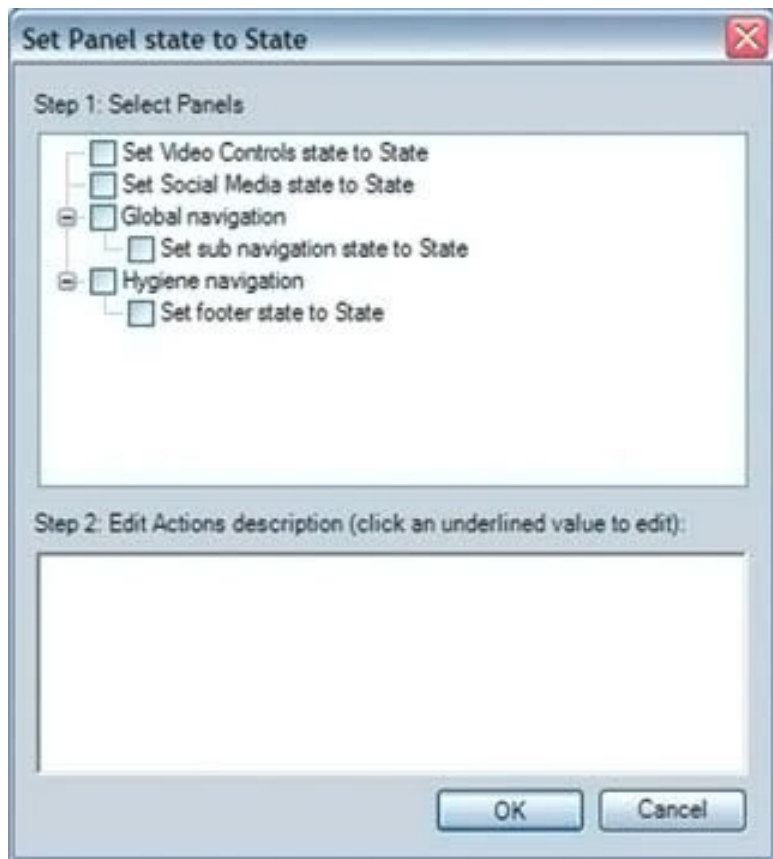 Set Panel state to State
Step 1: Select Panels
Set Video Controls state to State
Set Social Media state to State
Global navigation
Set sub navigation state to State
Hygiene navigation
Set footer state to State
Step 2: Edit Actions description (click an underlined value to edit):
OK Cancel